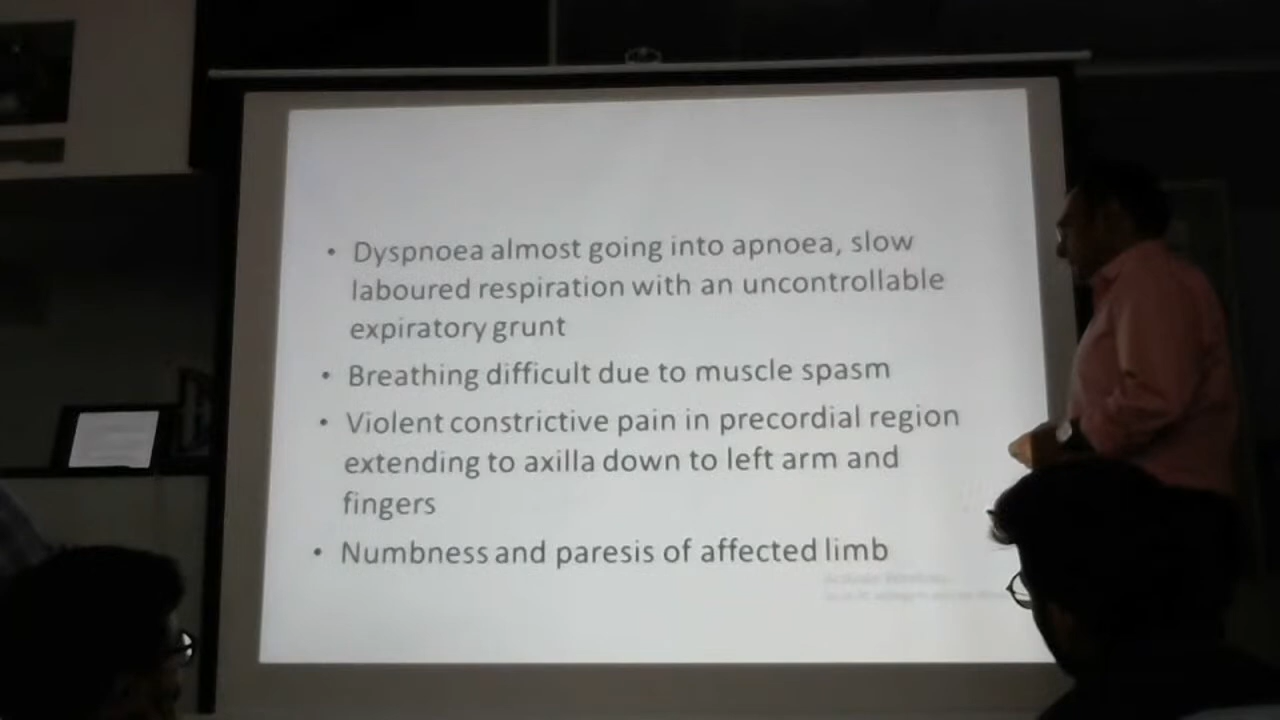 • Dyspnoea almost going into apnoea, slow
laboured respiration with an uncontrollable
expiratory grunt
• Breathing difficult due to muscle spasm
• Violent constrictive pain in precordial region
extending to axilla down to left arm and
fingers
• Numbness and paresis of affected limb